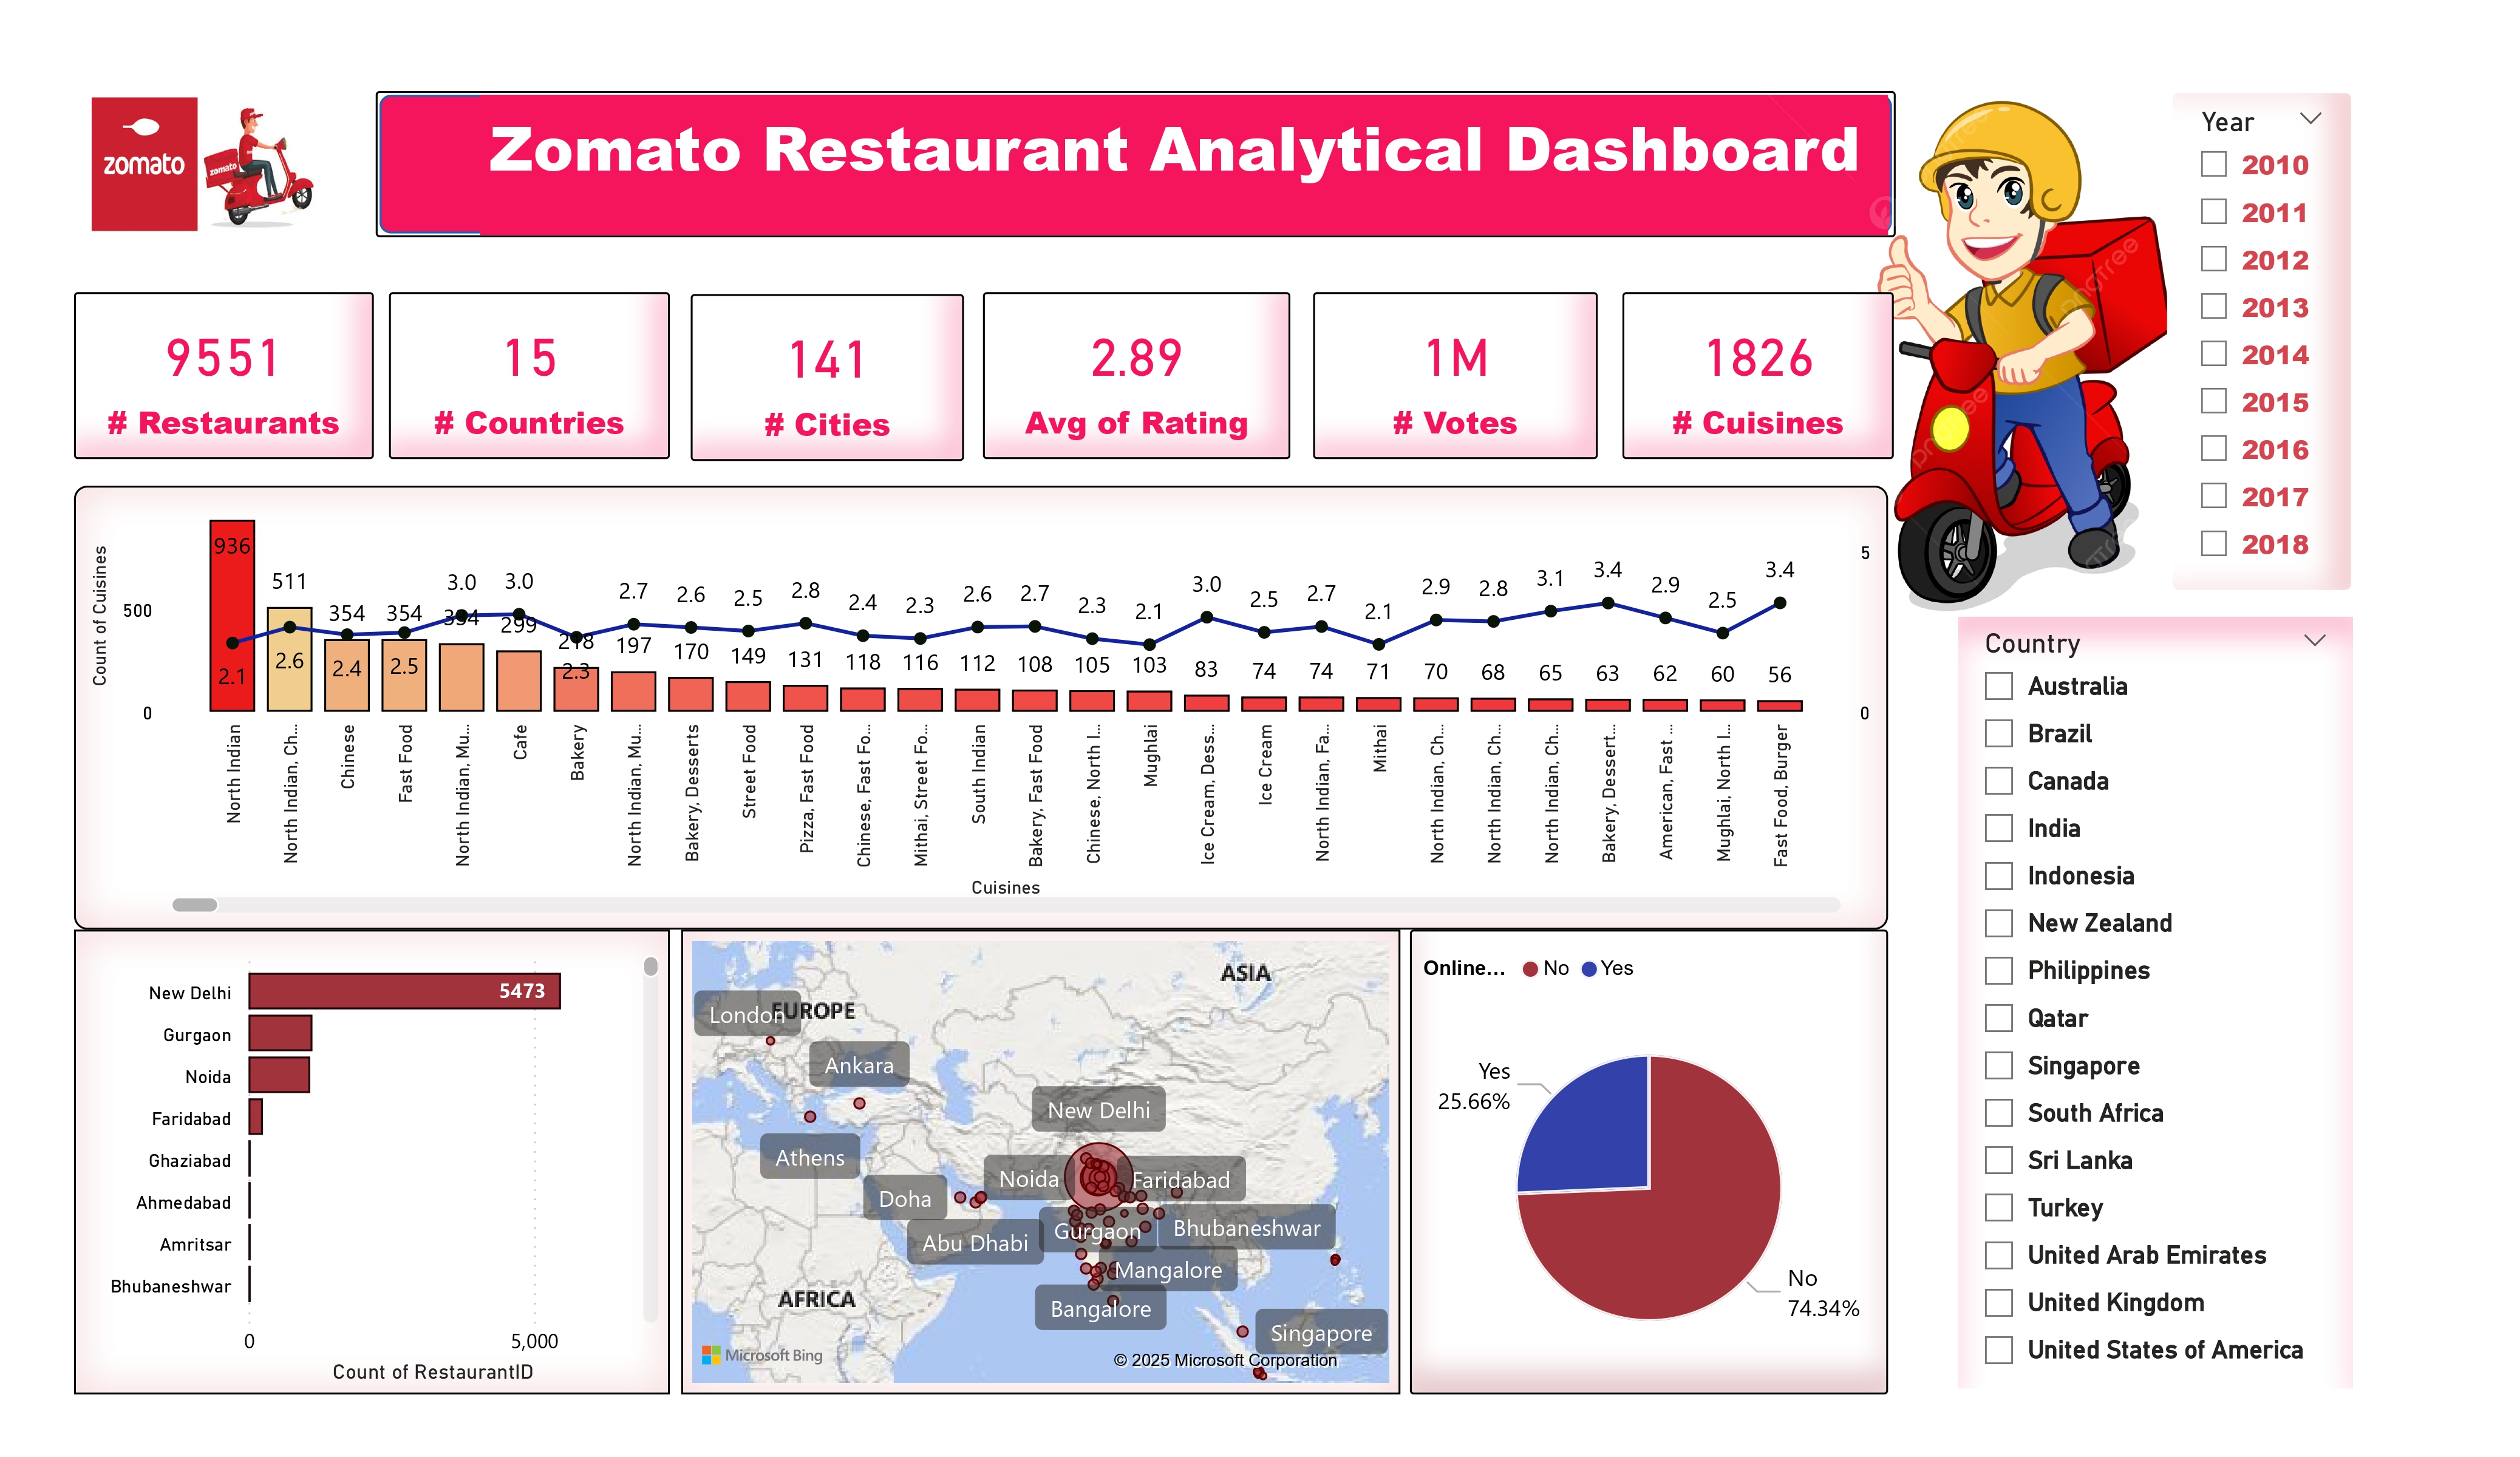 zomato
zomato
Zomato Restaurant Analytical Dashboard
9551
# Restaurants
15
# Countries
141
# Cities
2.89
Avg of Rating
1M
# Votes
1826
# Cuisines
Year
2010
2011
2012
2013
2014
2015
2016
2017
2018
Count of Cuisines
500
0
5
0
936
511
354
354
334
299
218
197
170
149
131
118
116
112
108
105
103
83
74
74
71
70
68
65
63
62
60
56
2.1
2.6
2.4
2.5
3.0
3.0
2.3
2.7
2.6
2.5
2.8
2.4
2.3
2.6
2.7
2.3
2.1
3.0
2.5
2.7
2.1
2.9
2.8
3.1
3.4
2.9
2.5
3.4
North Indian
North Indian, Ch...
Chinese
Fast Food
North Indian, Mu...
Cafe
Bakery
North Indian, Mu...
Bakery, Desserts
Street Food
Pizza, Fast Food
Chinese, Fast Fo...
Mithai, Street Fo...
South Indian
Bakery, Fast Food
Chinese, North I...
Mughlai
Ice Cream, Dess...
Ice Cream
North Indian, Fa...
Mithai
North Indian, Ch...
North Indian, Ch...
North Indian, Ch...
Bakery, Dessert...
American, Fast ...
Mughlai, North I...
Fast Food, Burger
Cuisines
Country
Australia
Brazil
Canada
India
Indonesia
New Zealand
Philippines
Qatar
Singapore
South Africa
Sri Lanka
Turkey
United Arab Emirates
United Kingdom
United States of America
New Delhi
5473
Gurgaon
Noida
Faridabad
Ghaziabad
Ahmedabad
Amritsar
Bhubaneshwar
0
5,000
Count of RestaurantID
ASIA
London
EUROPE
Ankara
New Delhi
Athens
Noida
Faridabad
Doha
Abu Dhabi
Gurgaon
Bhubaneshwar
Mangalore
AFRICA
Bangalore
Singapore
Microsoft Bing
© 2025 Microsoft Corporation
Online...
No
Yes
Yes
25.66%
No
74.34%
pngtree